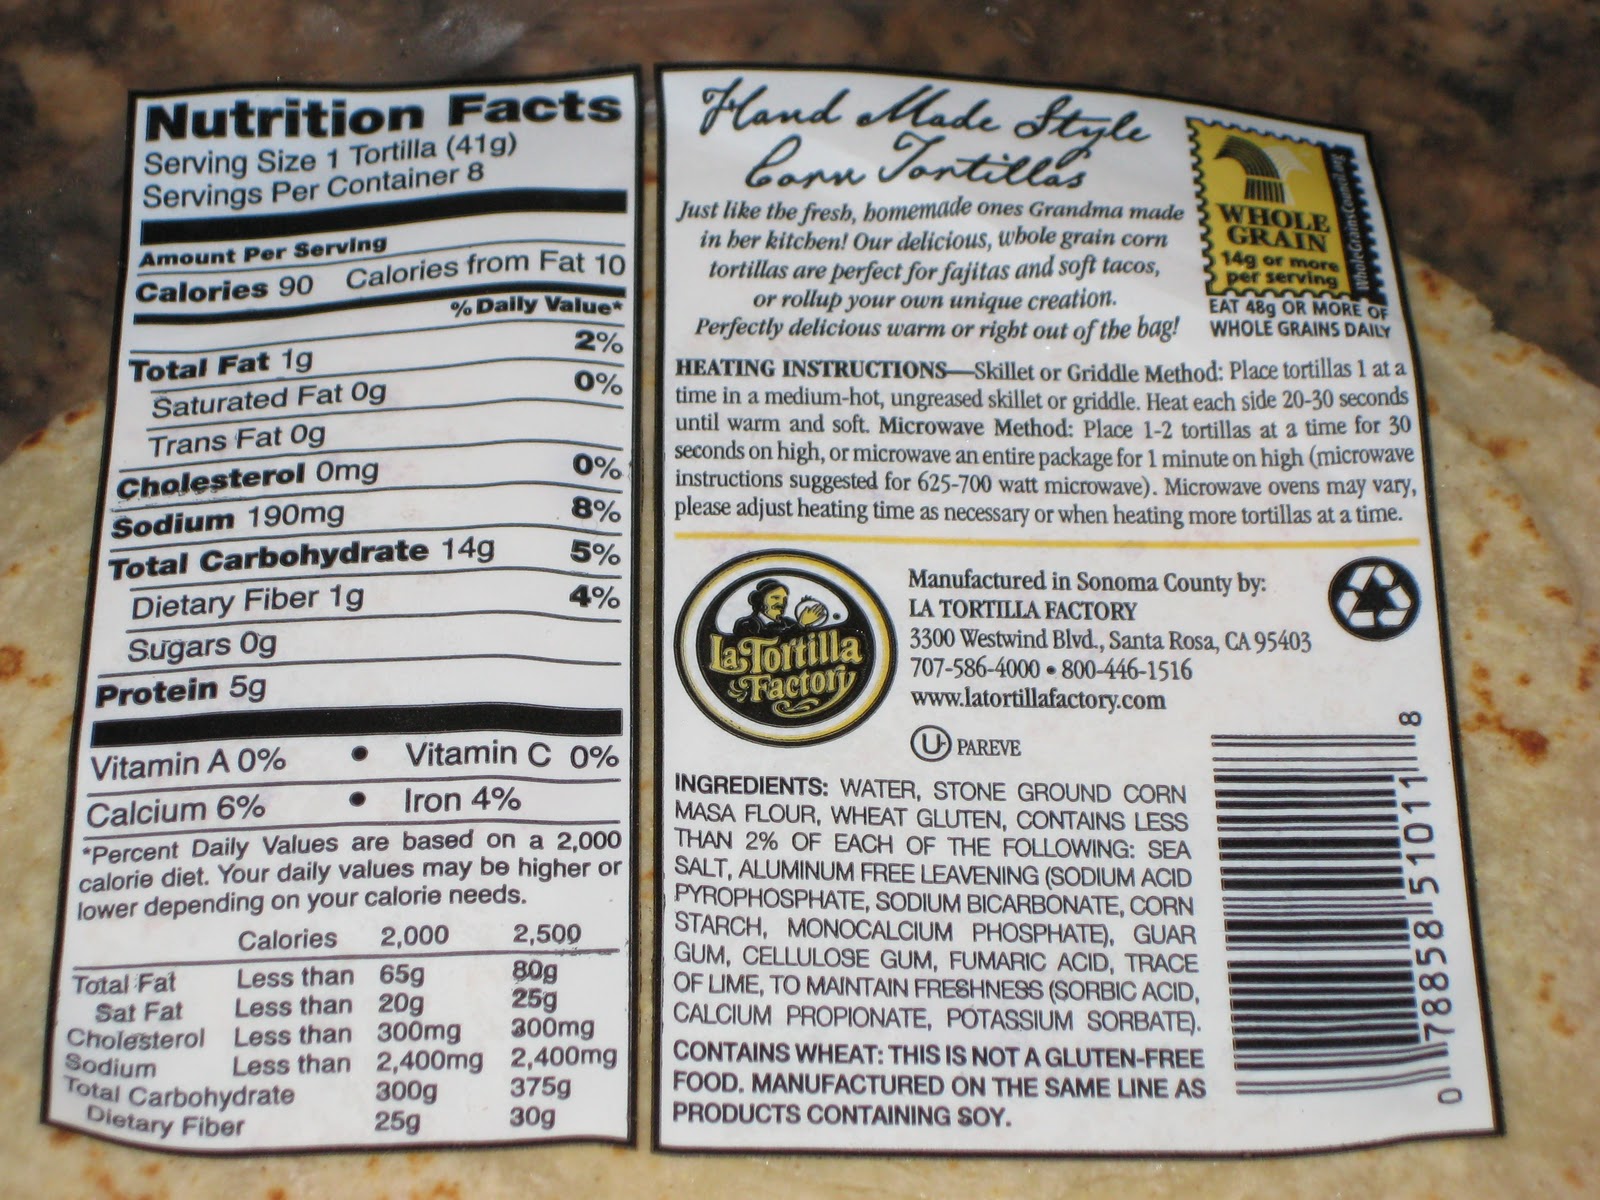 Nutrition Facts
Serving Size 1 Tortilla (41g)
Servings Per Container 8
Amount Per Serving
Calories 90 Calories from Fat 10
% Daily Value*
Total Fat 1g 2%
Saturated Fat 0g 0%
Trans Fat 0g
Cholesterol 0mg 0%
Sodium 190mg 8%
Total Carbohydrate 14g 5%
Dietary Fiber 1g 4%
Sugars 0g
Protein 5g
Vitamin A 0% • Vitamin C 0%
Calcium 6% • Iron 4%
*Percent Daily Values are based on a 2,000
calorie diet. Your daily values may be higher or
lower depending on your calorie needs.
Calories 2,000 2,500
Total Fat Less than 65g 80g
Sat Fat Less than 20g 25g
Cholesterol Less than 300mg 300mg
Sodium Less than 2,400mg 2,400mg
Total Carbohydrate 300g 375g
Dietary Fiber 25g 30g
Hand Made Style
Corn Tortillas
Just like the fresh, homemade ones Grandma made
in her kitchen! Our delicious, whole grain corn
tortillas are perfect for fajitas and soft tacos,
or rollup your own unique creation.
Perfectly delicious warm or right out of the bag!
WHOLE
GRAIN
14g or more
per serving
WholeGrainsCouncil.org
EAT 48g OR MORE OF
WHOLE GRAINS DAILY
HEATING INSTRUCTIONS—Skillet or Griddle Method: Place tortillas 1 at a
time in a medium-hot, ungreased skillet or griddle. Heat each side 20-30 seconds
until warm and soft. Microwave Method: Place 1-2 tortillas at a time for 30
seconds on high, or microwave an entire package for 1 minute on high (microwave
instructions suggested for 625-700 watt microwave). Microwave ovens may vary,
please adjust heating time as necessary or when heating more tortillas at a time.
La Tortilla
Factory
Manufactured in Sonoma County by:
LA TORTILLA FACTORY
3300 Westwind Blvd., Santa Rosa, CA 95403
707-586-4000 • 800-446-1516
www.latortillafactory.com
U PAREVE
INGREDIENTS: WATER, STONE GROUND CORN
MASA FLOUR, WHEAT GLUTEN, CONTAINS LESS
THAN 2% OF EACH OF THE FOLLOWING: SEA
SALT, ALUMINUM FREE LEAVENING (SODIUM ACID
PYROPHOSPHATE, SODIUM BICARBONATE, CORN
STARCH, MONOCALCIUM PHOSPHATE), GUAR
GUM, CELLULOSE GUM, FUMARIC ACID, TRACE
OF LIME, TO MAINTAIN FRESHNESS (SORBIC ACID,
CALCIUM PROPIONATE, POTASSIUM SORBATE).
CONTAINS WHEAT: THIS IS NOT A GLUTEN-FREE
FOOD. MANUFACTURED ON THE SAME LINE AS
PRODUCTS CONTAINING SOY.
0 78858 51011 8